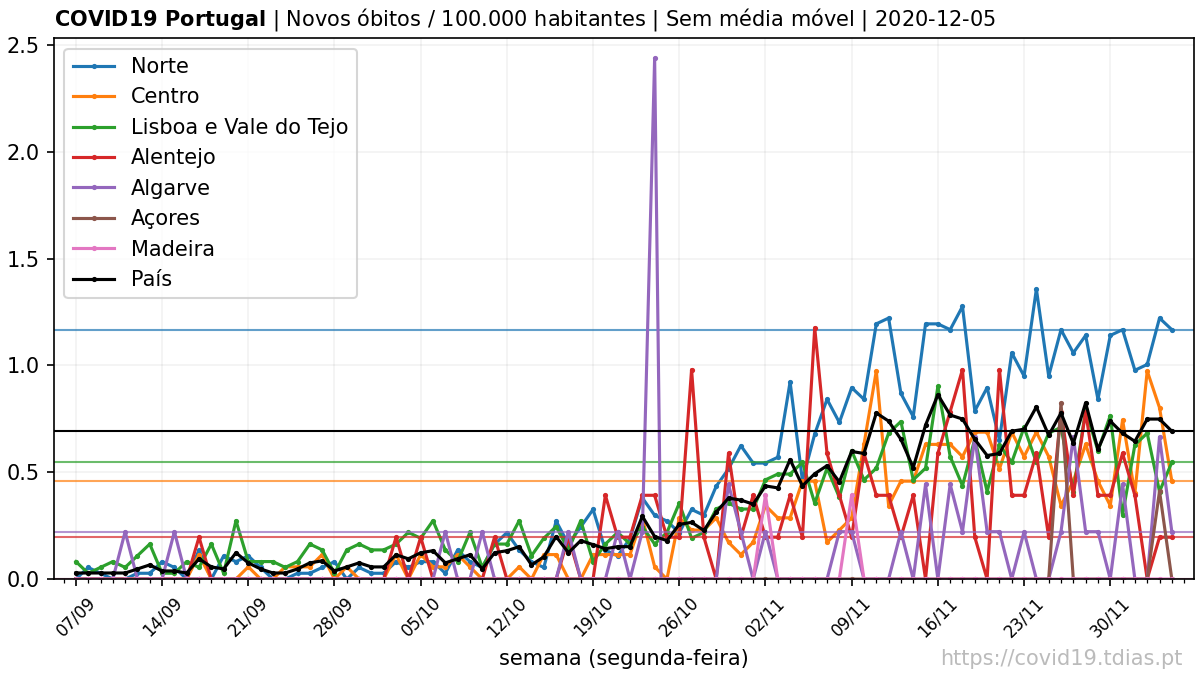 COVID19 Portugal | Novos óbitos / 100.000 habitantes | Sem média móvel | 2020-12-05
2.5
2.0
1.5
1.0
0.5
0.0
Norte
Centro
Lisboa e Vale do Tejo
Alentejo
Algarve
Açores
Madeira
País
07/09
14/09
21/09
28/09
05/10
12/10
19/10
26/10
02/11
09/11
16/11
23/11
30/11
semana (segunda-feira)
https://covid19.tdias.pt